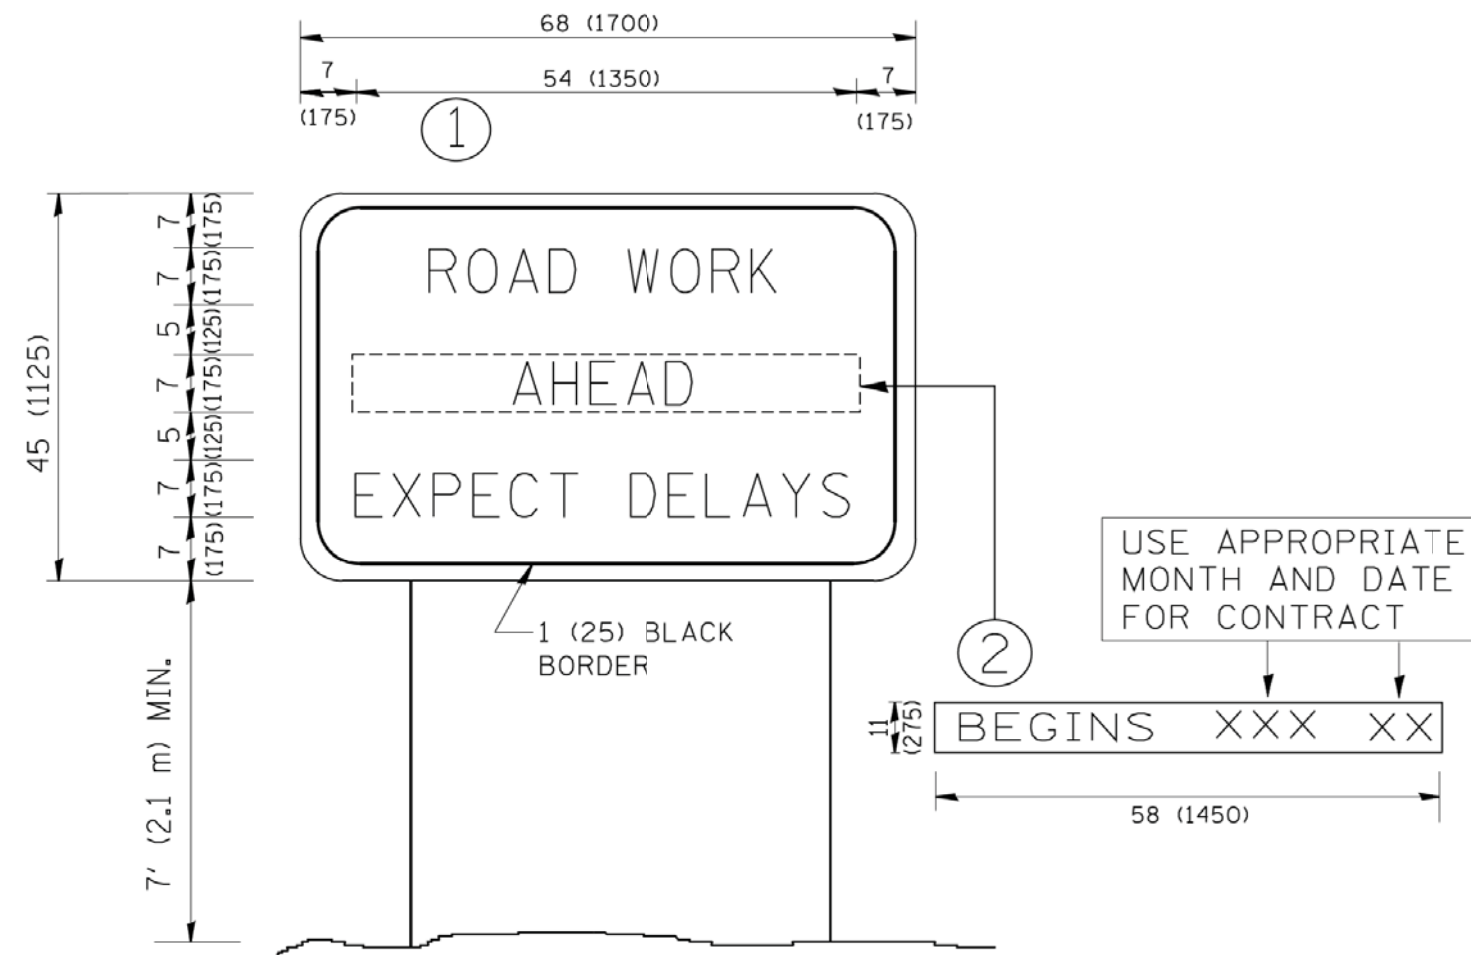 68 (1700)
7
54 (1350)
7
(175)
(175)
1
7
(175)
7
(175)
5
(125)
7
(175)
5
(125)
7
(175)
7
(175)
45 (1125)
ROAD WORK
AHEAD
EXPECT DELAYS
1 (25) BLACK
BORDER
7' (2.1 m) MIN.
2
USE APPROPRIATE
MONTH AND DATE
FOR CONTRACT
11
(275)
BEGINS XXX XX
58 (1450)